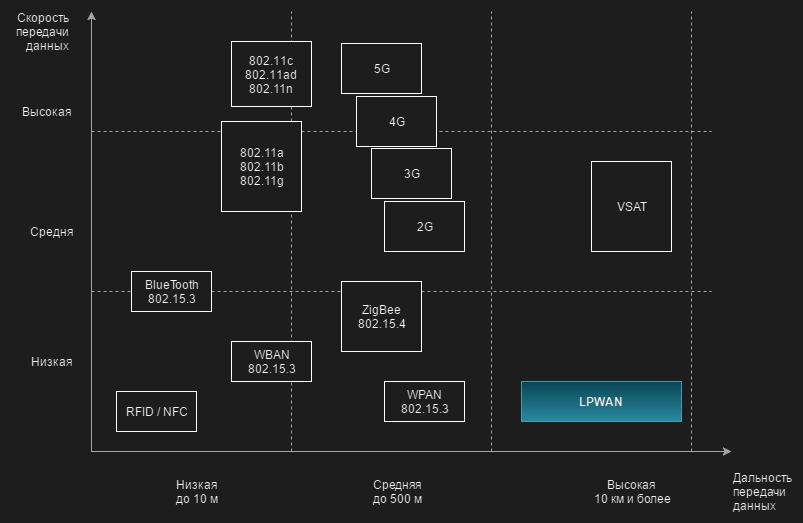 Скорость
передачи
данных
802.11c
802.11ad
802.11n
5G
Высокая
4G
802.11a
802.11b
802.11g
3G
VSAT
2G
Средня
BlueTooth
802.15.3
ZigBee
802.15.4
WBAN
802.15.3
Низкая
RFID / NFC
WPAN
802.15.3
LPWAN
Низкая
до 10 м
Средняя
до 500 м
Высокая
10 км и более
Дальность
передачи
данных